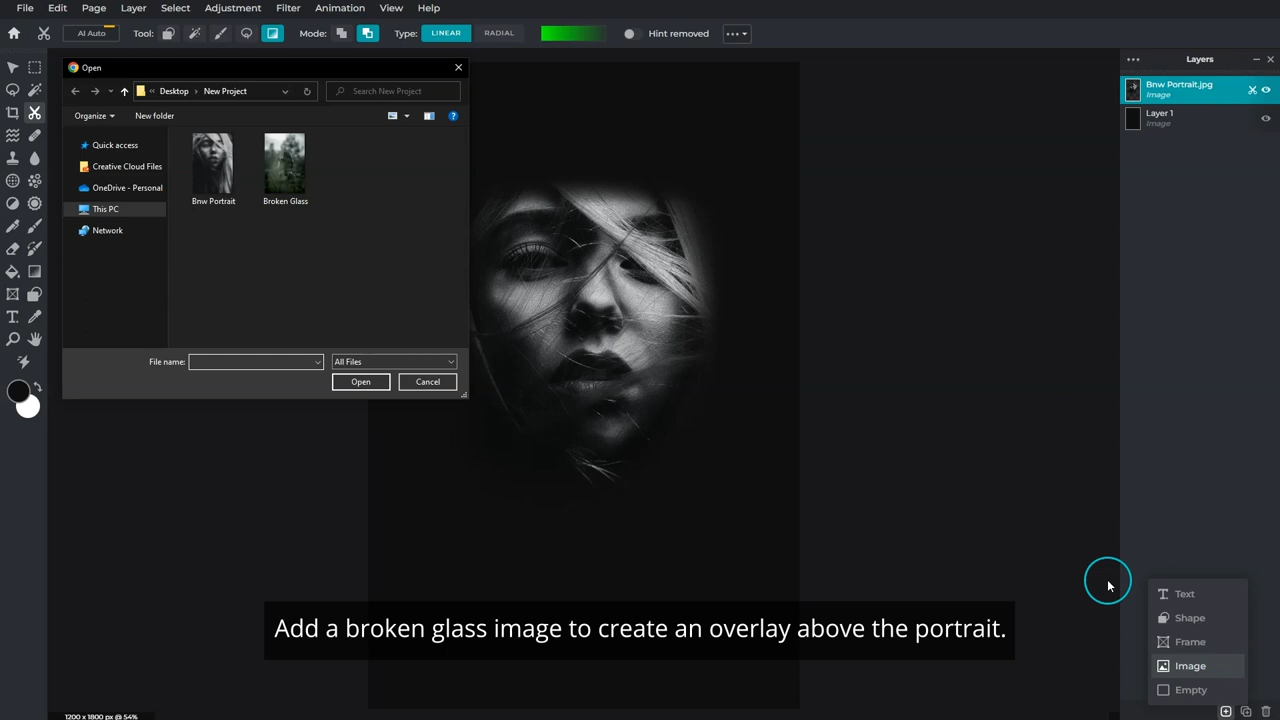 File Edit Page Layer Select Adjustment Filter Animation View Help
AI Auto Tool: Mode: Type: LINEAR RADIAL Hint removed
Open
Desktop New Project Search New Project
Organize New folder
Quick access
Creative Cloud Files
OneDrive - Personal
This PC
Network
Bnw Portrait Broken Glass
File name: All Files
Open Cancel
Layers
Bnw Portrait.jpg
Image
Layer 1
Image
Add a broken glass image to create an overlay above the portrait.
Text
Shape
Frame
Image
Empty
1200 x 1800 px @ 54%